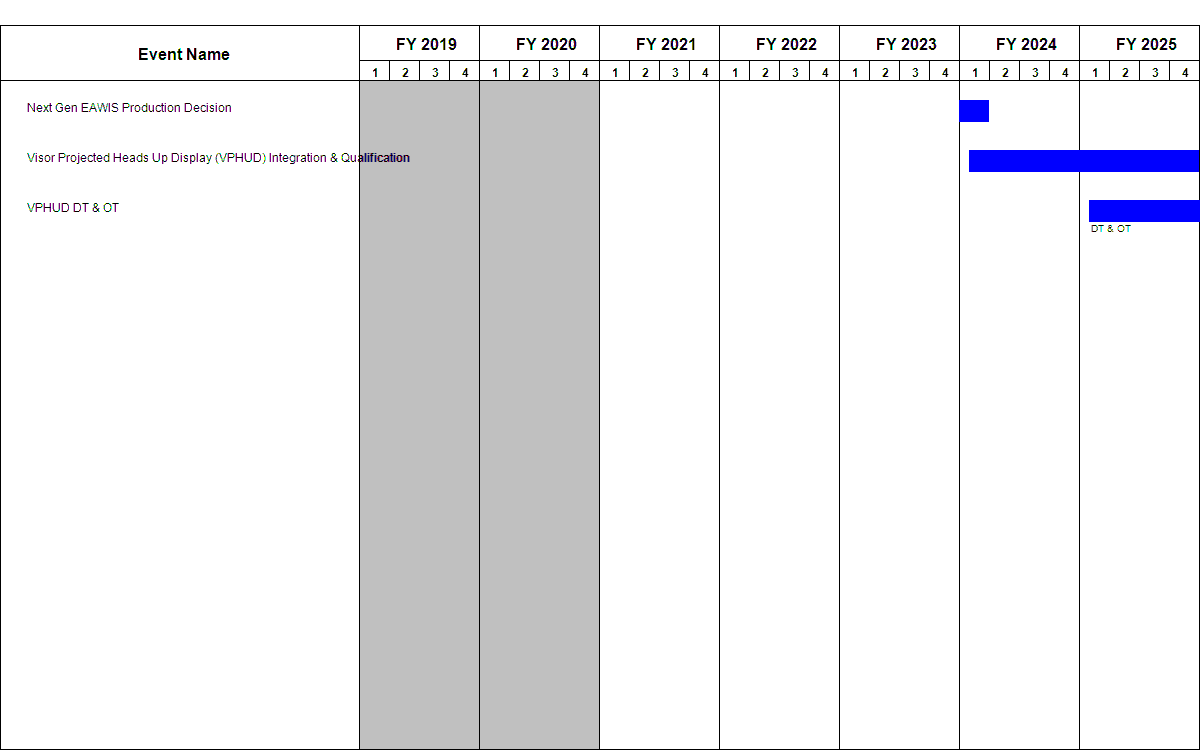 Event Name
FY 2019 FY 2020 FY 2021 FY 2022 FY 2023 FY 2024 FY 2025
1 2 3 4 1 2 3 4 1 2 3 4 1 2 3 4 1 2 3 4 1 2 3 4 1 2 3 4
Next Gen EAWIS Production Decision
Visor Projected Heads Up Display (VPHUD) Integration & Qualification
VPHUD DT & OT
DT & OT